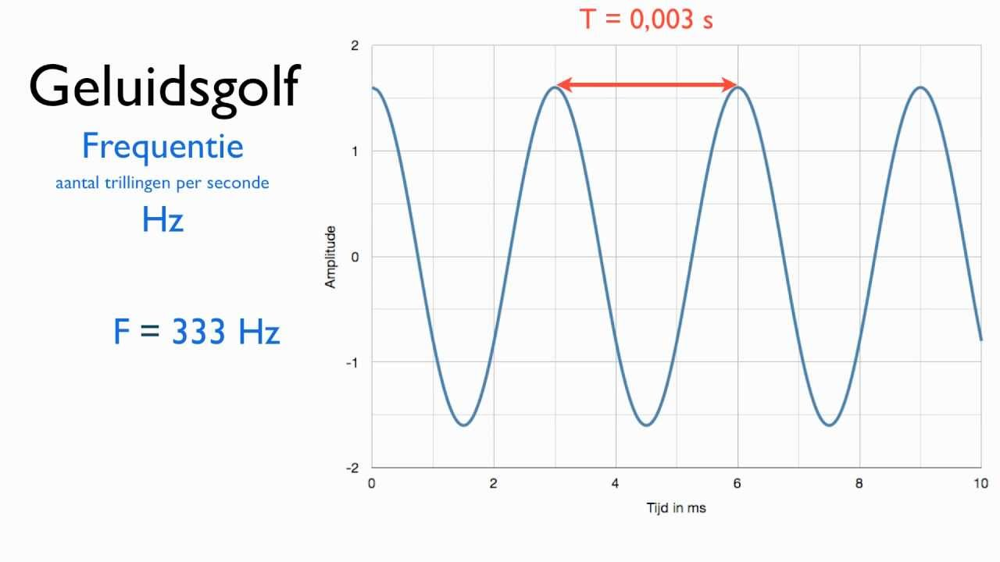 T = 0,003 s
Geluidsgolf
Frequentie
aantal trillingen per seconde
Hz
F = 333 Hz
Amplitude
2
1
0
-1
-2
0 2 4 6 8 10
Tijd in ms